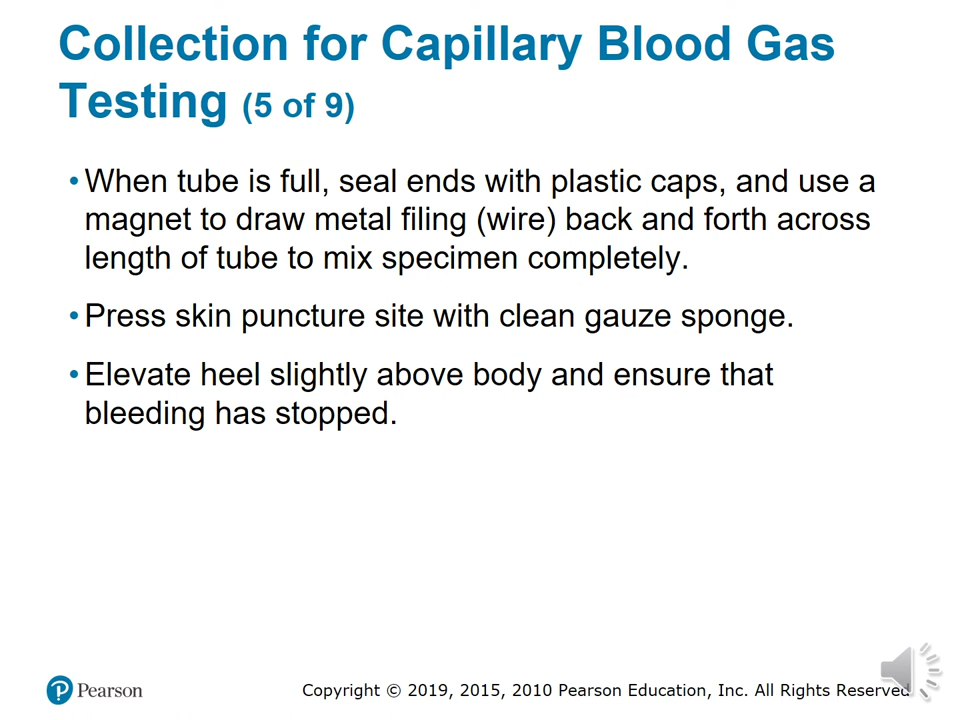 Collection for Capillary Blood Gas
Testing (5 of 9)
•When tube is full, seal ends with plastic caps, and use a
magnet to draw metal filing (wire) back and forth across
length of tube to mix specimen completely.
•Press skin puncture site with clean gauze sponge.
•Elevate heel slightly above body and ensure that
bleeding has stopped.
P Pearson
Copyright © 2019, 2015, 2010 Pearson Education, Inc. All Rights Reserved